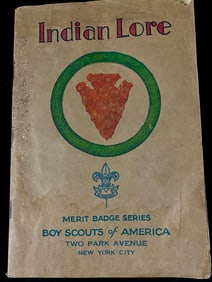 Indian Lore
MERIT BADGE SERIES
BOY SCOUTS of AMERICA
TWO PARK AVENUE
NEW YORK CITY